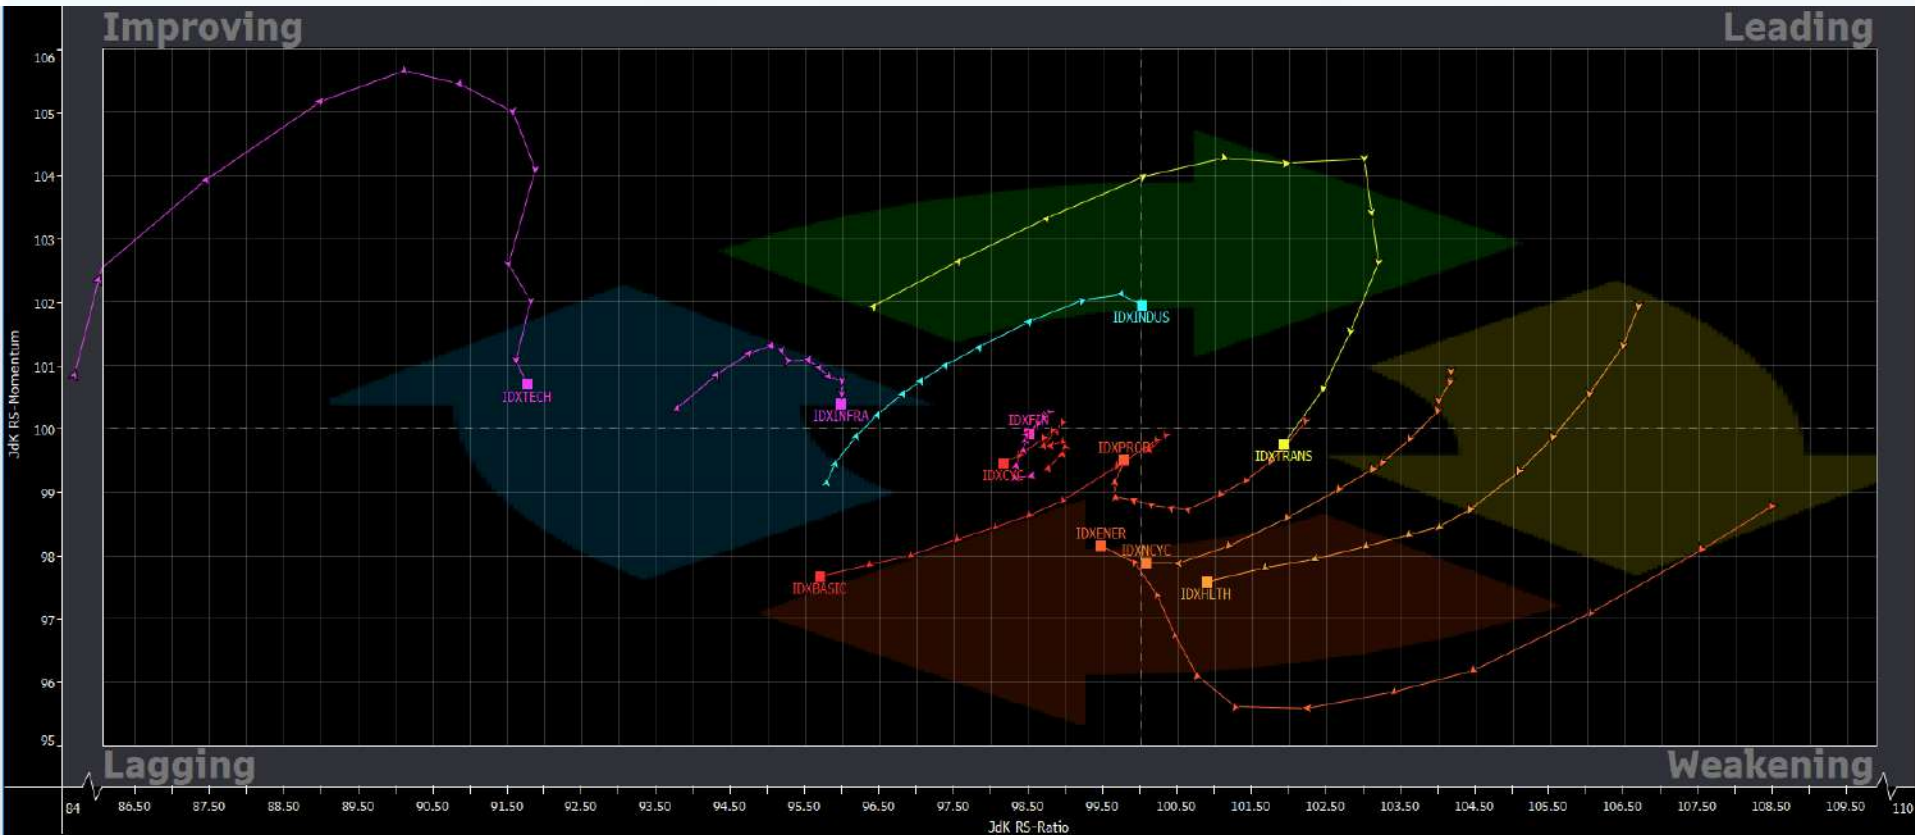 Improving
Leading
106
105
104
103
102
101
100
99
98
97
96
95
JdK RS-Momentum
IDXINDUS
IDXTECH
IDXINFRA
IDXFIN
IDXPROP
IDXTRANS
IDXCYC
IDXENER
IDXNCYC
IDXBASIC
IDXHLTH
Lagging
Weakening
84 86.50 87.50 88.50 89.50 90.50 91.50 92.50 93.50 94.50 95.50 96.50 97.50 98.50 99.50 100.50 101.50 102.50 103.50 104.50 105.50 106.50 107.50 108.50 109.50 110
JdK RS-Ratio